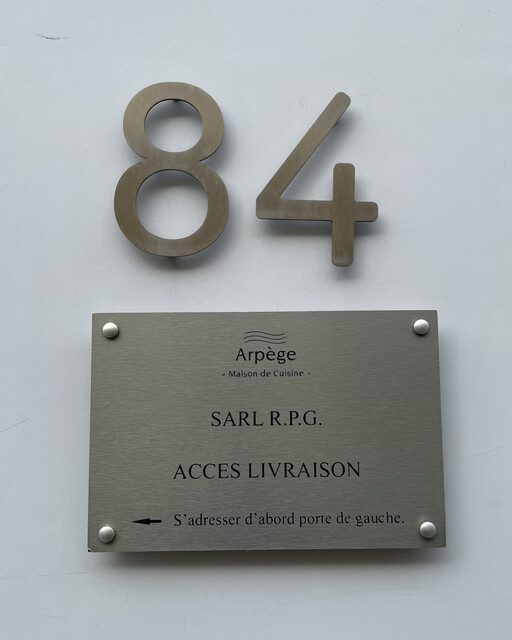 84
Arpège
- Maison de Cuisine -
SARL R.P.G.
ACCES LIVRAISON
S'adresser d'abord porte de gauche.